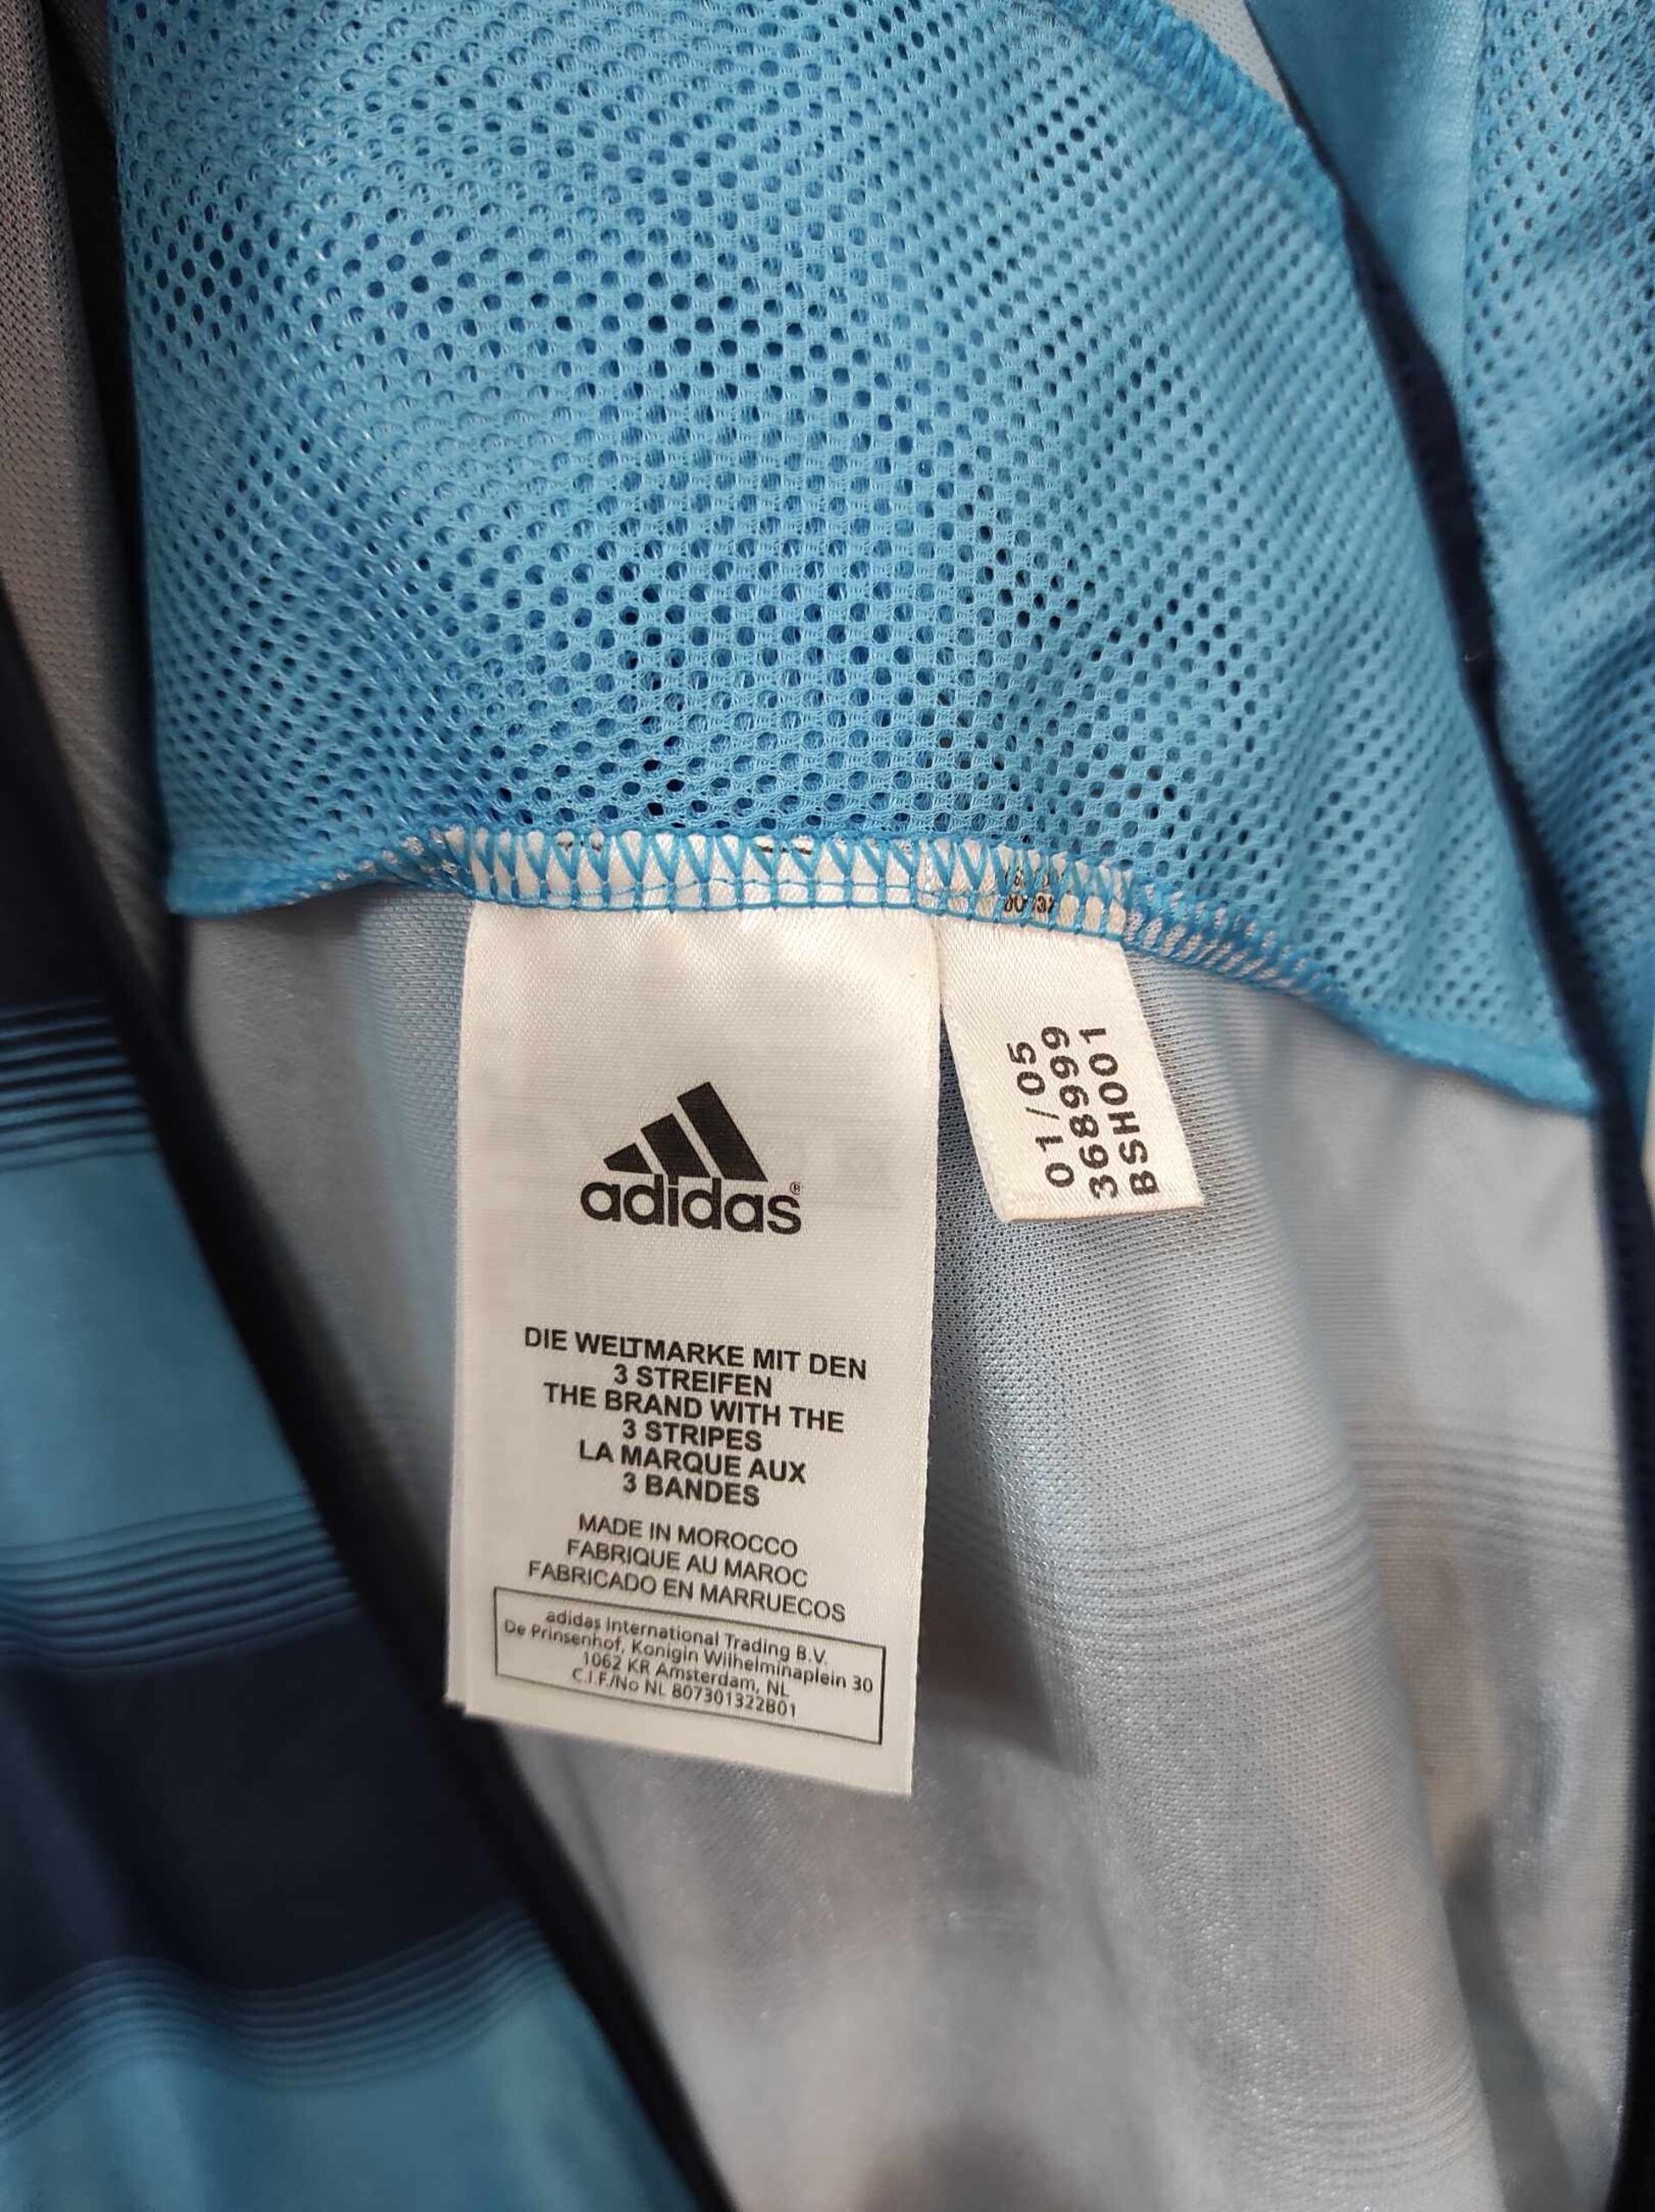 adidas®
DIE WELTMARKE MIT DEN
3 STREIFEN
THE BRAND WITH THE
3 STRIPES
LA MARQUE AUX
3 BANDES
MADE IN MOROCCO
FABRIQUE AU MAROC
FABRICADO EN MARRUECOS
adidas International Trading B.V.
De Prinsenhof, Konigin Wilhelminaplein 30
1062 KR Amsterdam, NL
C.I.F./No NL 807301322B01
01/05
368999
BSH001